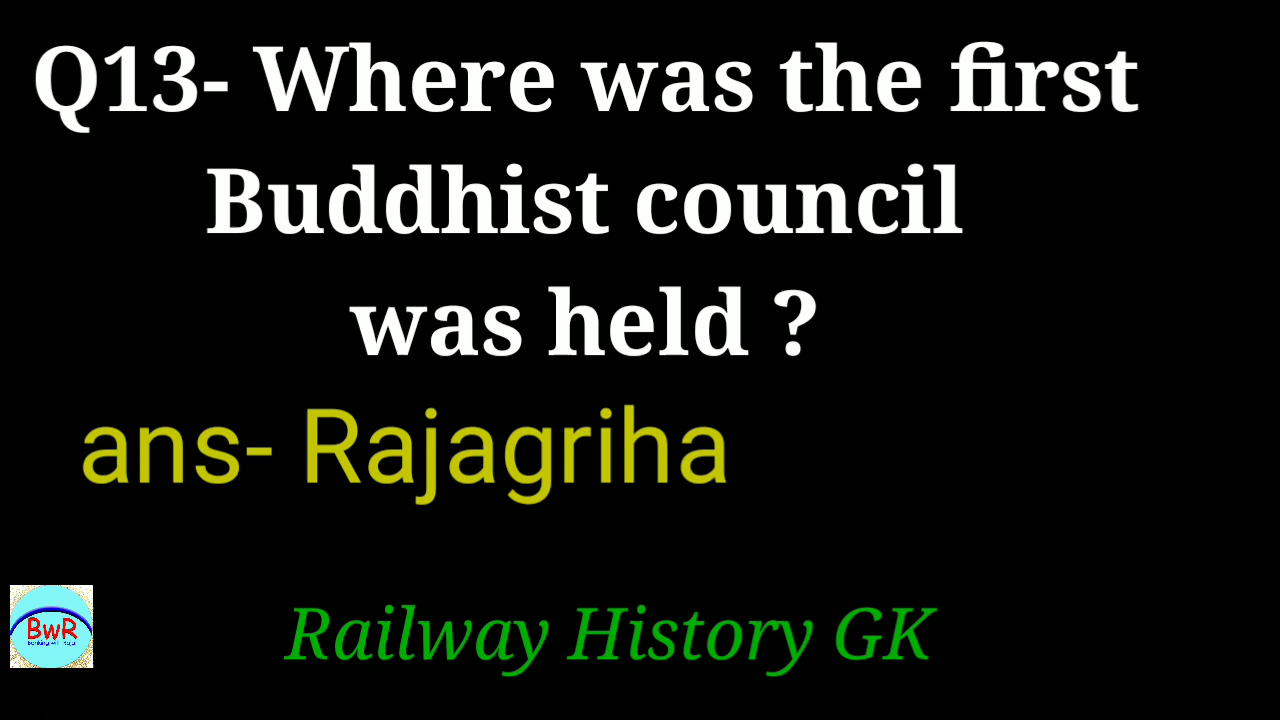 Q13- Where was the first
Buddhist council
was held ?
ans- Rajagriha
BwR
Railway History GK